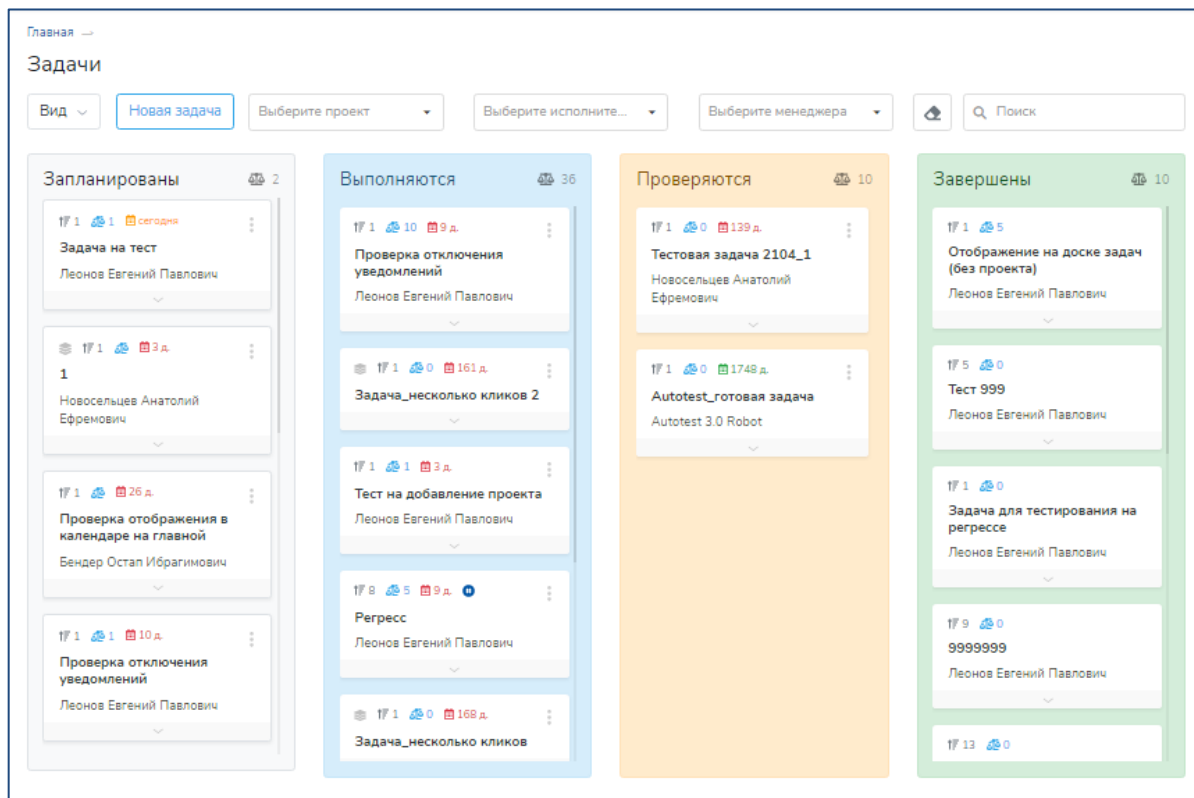 Главная →
Задачи
Вид
Новая задача
Выберите проект
Выберите исполните...
Выберите менеджера
Поиск
Запланированы 2
1 1 сегодня
Задача на тест
Леонов Евгений Павлович
1 3 д.
1
Новосельцев Анатолий
Ефремович
1 26 д.
Проверка отображения в
календаре на главной
Бендер Остап Ибрагимович
1 1 10 д.
Проверка отключения
уведомлений
Леонов Евгений Павлович
Выполняются 36
1 10 9 д.
Проверка отключения
уведомлений
Леонов Евгений Павлович
1 0 161 д.
Задача_несколько кликов 2
1 1 3 д.
Тест на добавление проекта
Леонов Евгений Павлович
8 5 9 д.
Регресс
Леонов Евгений Павлович
1 0 168 д.
Задача_несколько кликов
Проверяются 10
1 0 139 д.
Тестовая задача 2104_1
Новосельцев Анатолий
Ефремович
1 0 1748 д.
Autotest_готовая задача
Autotest 3.0 Robot
Завершены 10
1 5
Отображение на доске задач
(без проекта)
Леонов Евгений Павлович
5 0
Тест 999
Леонов Евгений Павлович
1 0
Задача для тестирования на
регрессе
Леонов Евгений Павлович
9 0
9999999
Леонов Евгений Павлович
13 0